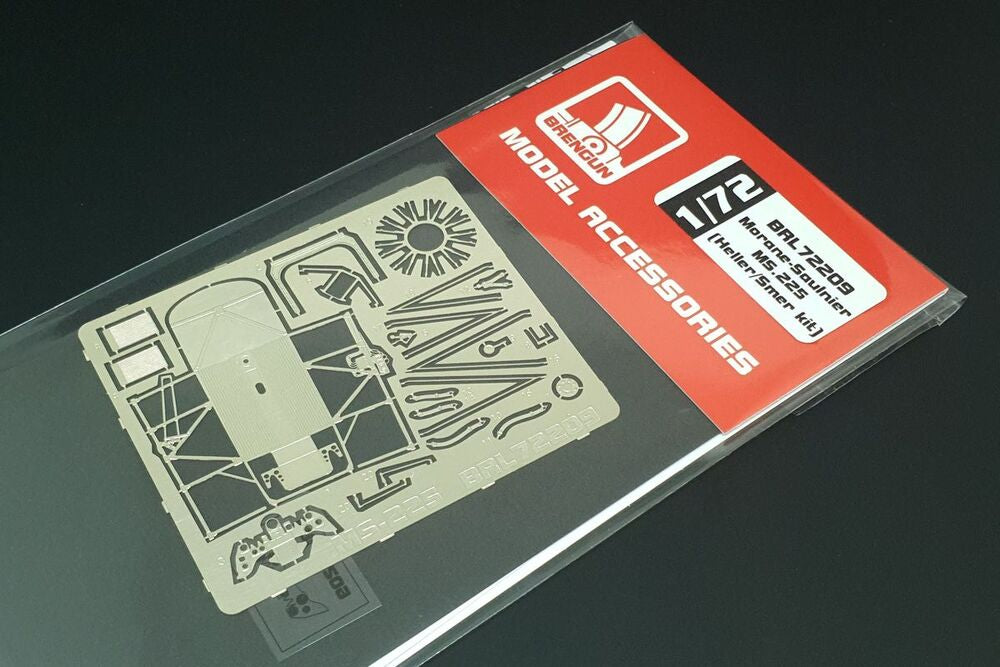 BRENGUN
MODEL ACCESSORIES
1/72
BRL72209
Morane-Saulnier
MS.225
(Heller/Smer kit)
MS-225 BRL72209